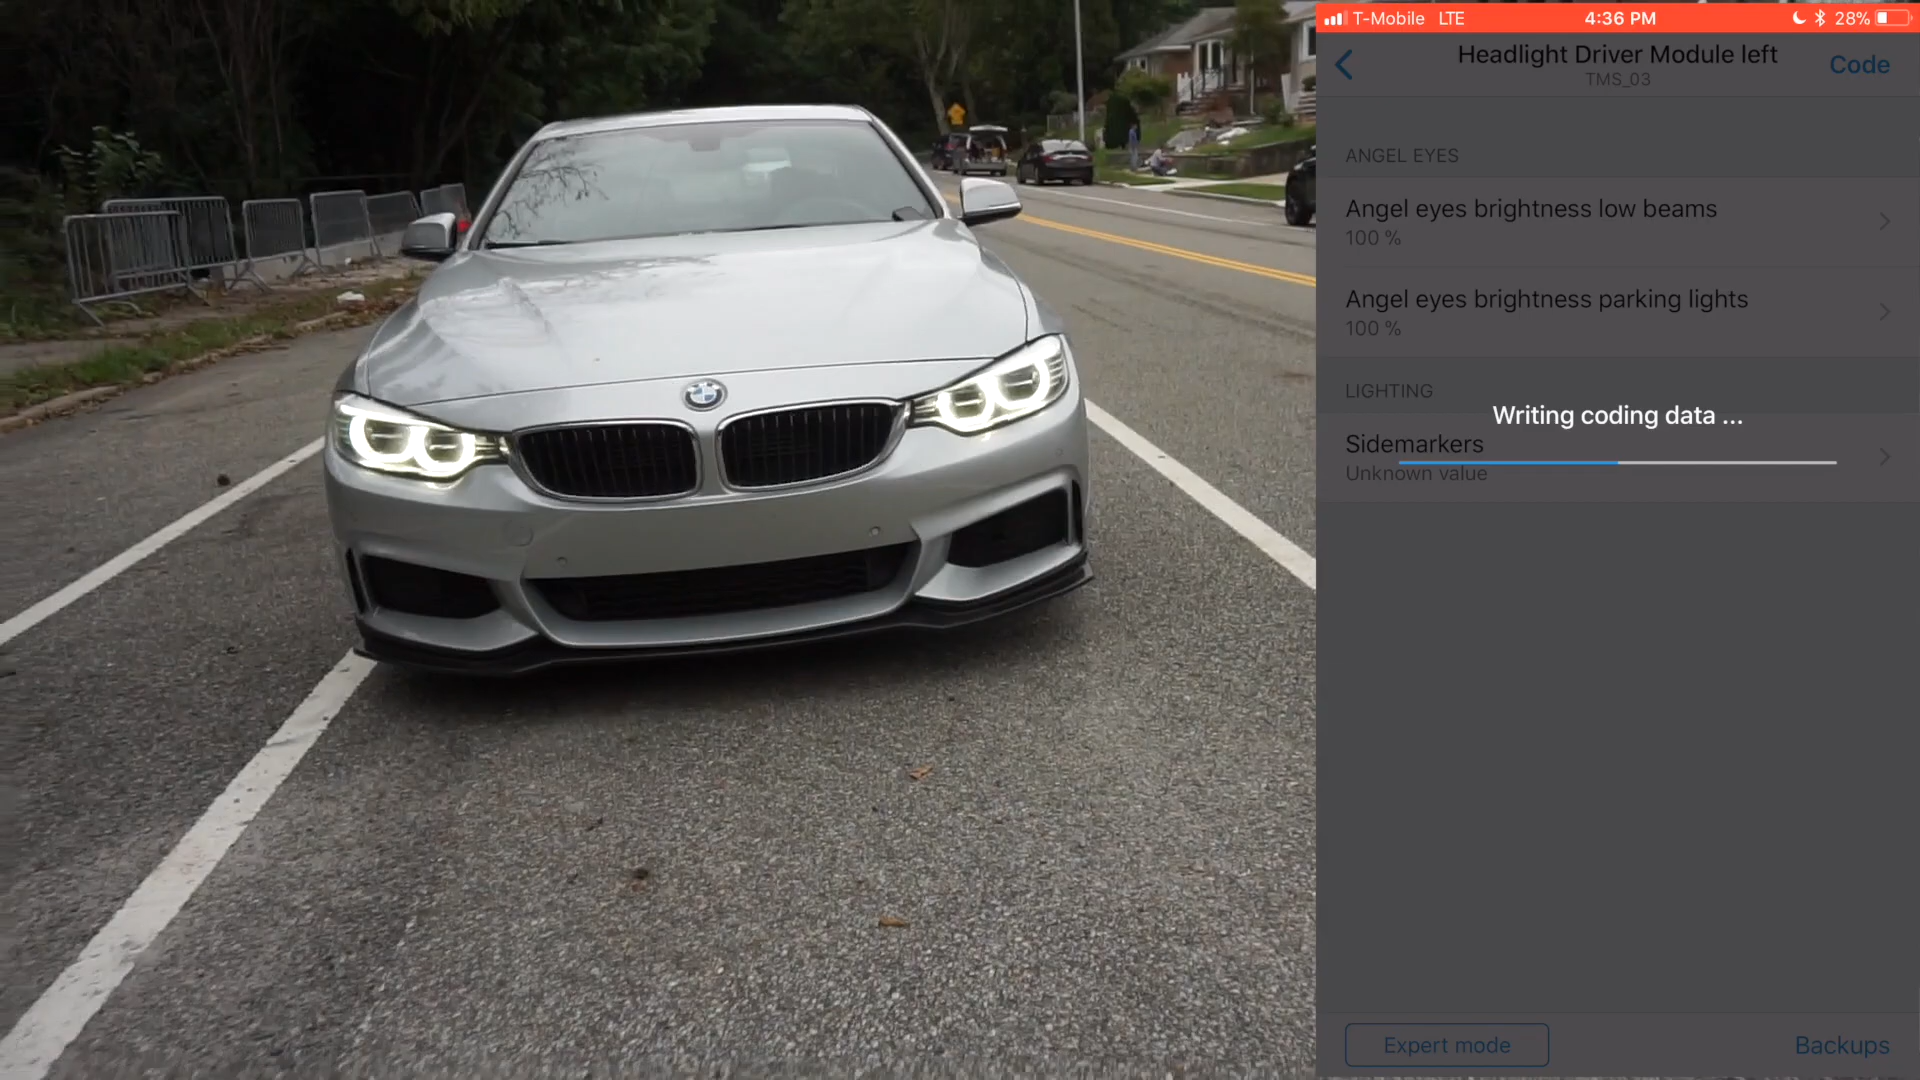 T-Mobile LTE
4:36 PM
28%
Headlight Driver Module left
TMS_03
Code
ANGEL EYES
Angel eyes brightness low beams
100 %
Angel eyes brightness parking lights
100 %
LIGHTING
Writing coding data ...
Sidemarkers
Unknown value
Expert mode
Backups